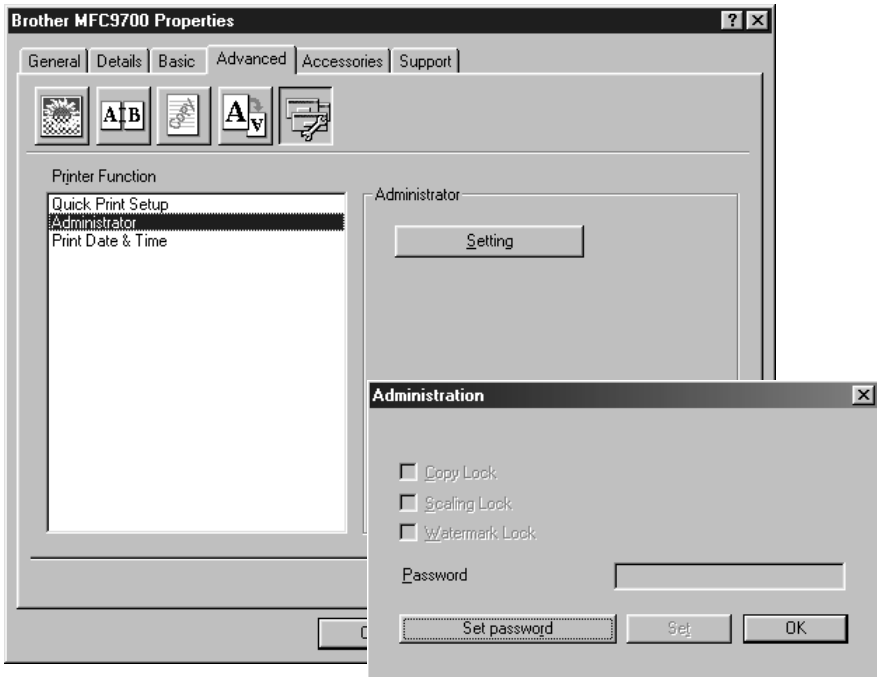 Brother MFC9700 Properties
General Details Basic Advanced Accessories Support
A B
Copy
A A
Printer Function
Quick Print Setup
Administrator
Print Date & Time
Administrator
Setting
Administration
Copy Lock
Scaling Lock
Watermark Lock
Password
Set password Set OK